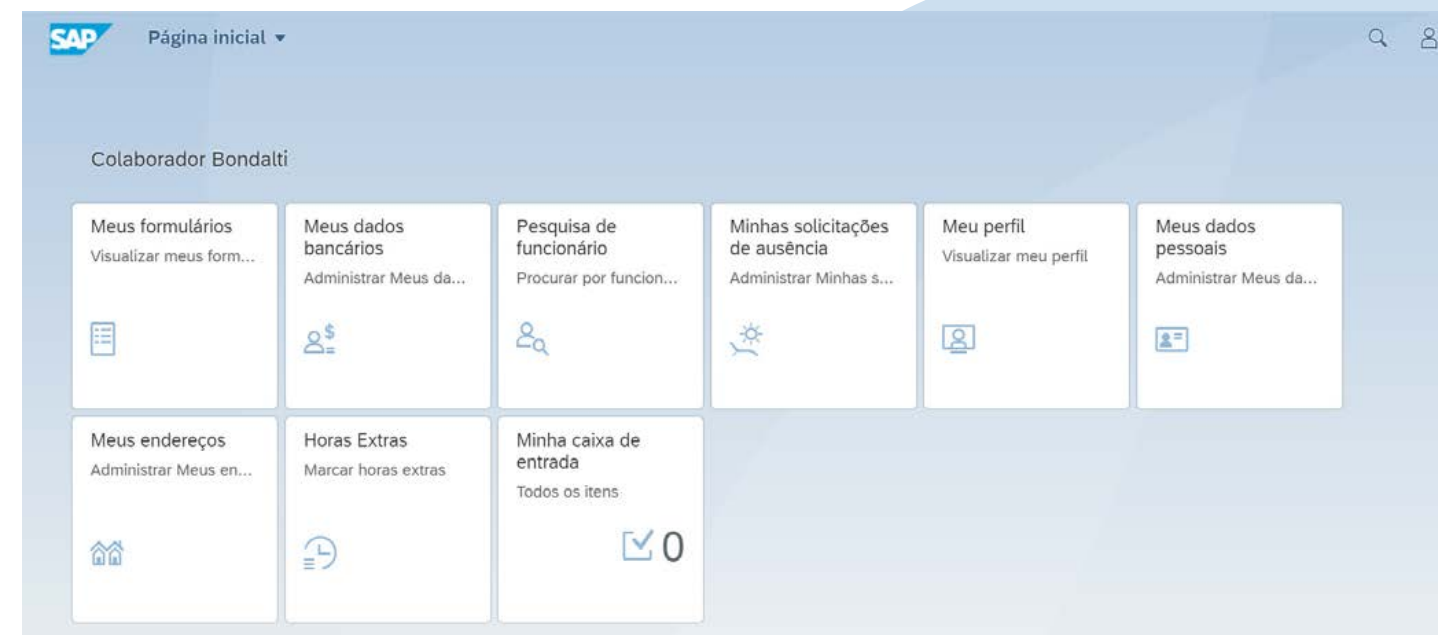 SAP Página inicial
Colaborador Bondalti
Meus formulários
Visualizar meus form...
Meus dados
bancários
Administrar Meus da...
Pesquisa de
funcionário
Procurar por funcion...
Minhas solicitações
de ausência
Administrar Minhas s...
Meu perfil
Visualizar meu perfil
Meus dados
pessoais
Administrar Meus da...
Meus endereços
Administrar Meus en...
Horas Extras
Marcar horas extras
Minha caixa de
entrada
Todos os itens
0